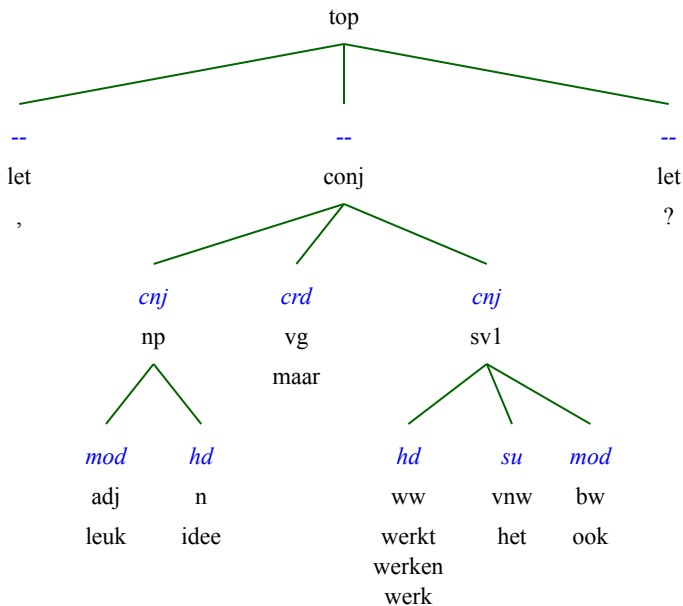 top
-- -- --
let conj let
, ?
cnj crd cnj
np vg sv1
maar
mod hd hd su mod
adj n ww vnw bw
leuk idee werkt het ook
werken
werk